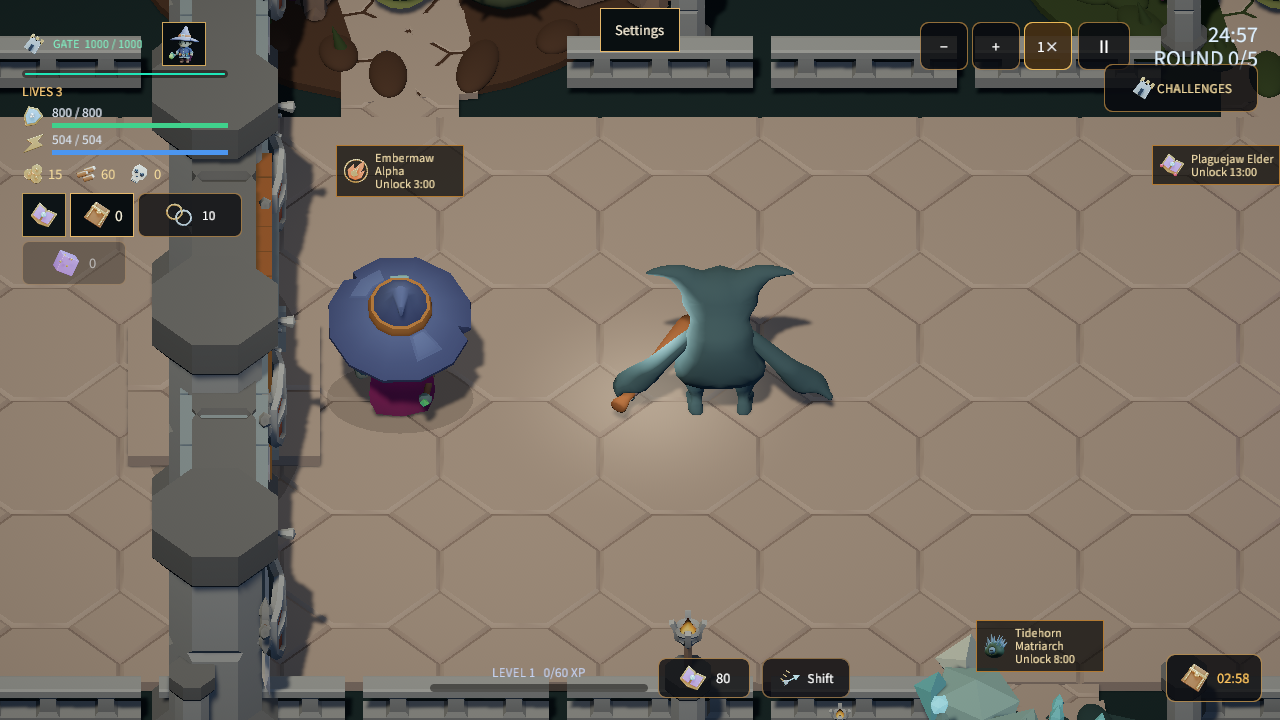 Settings
GATE 1000 / 1000
1×
24:57
ROUND 0/5
CHALLENGES
LIVES 3
800 / 800
504 / 504
15
60
0
0
10
0
Embermaw
Alpha
Unlock 3:00
Plaguejaw Elder
Unlock 13:00
Tidehorn
Matriarch
Unlock 8:00
LEVEL 1 0/60 XP
80
Shift
02:58